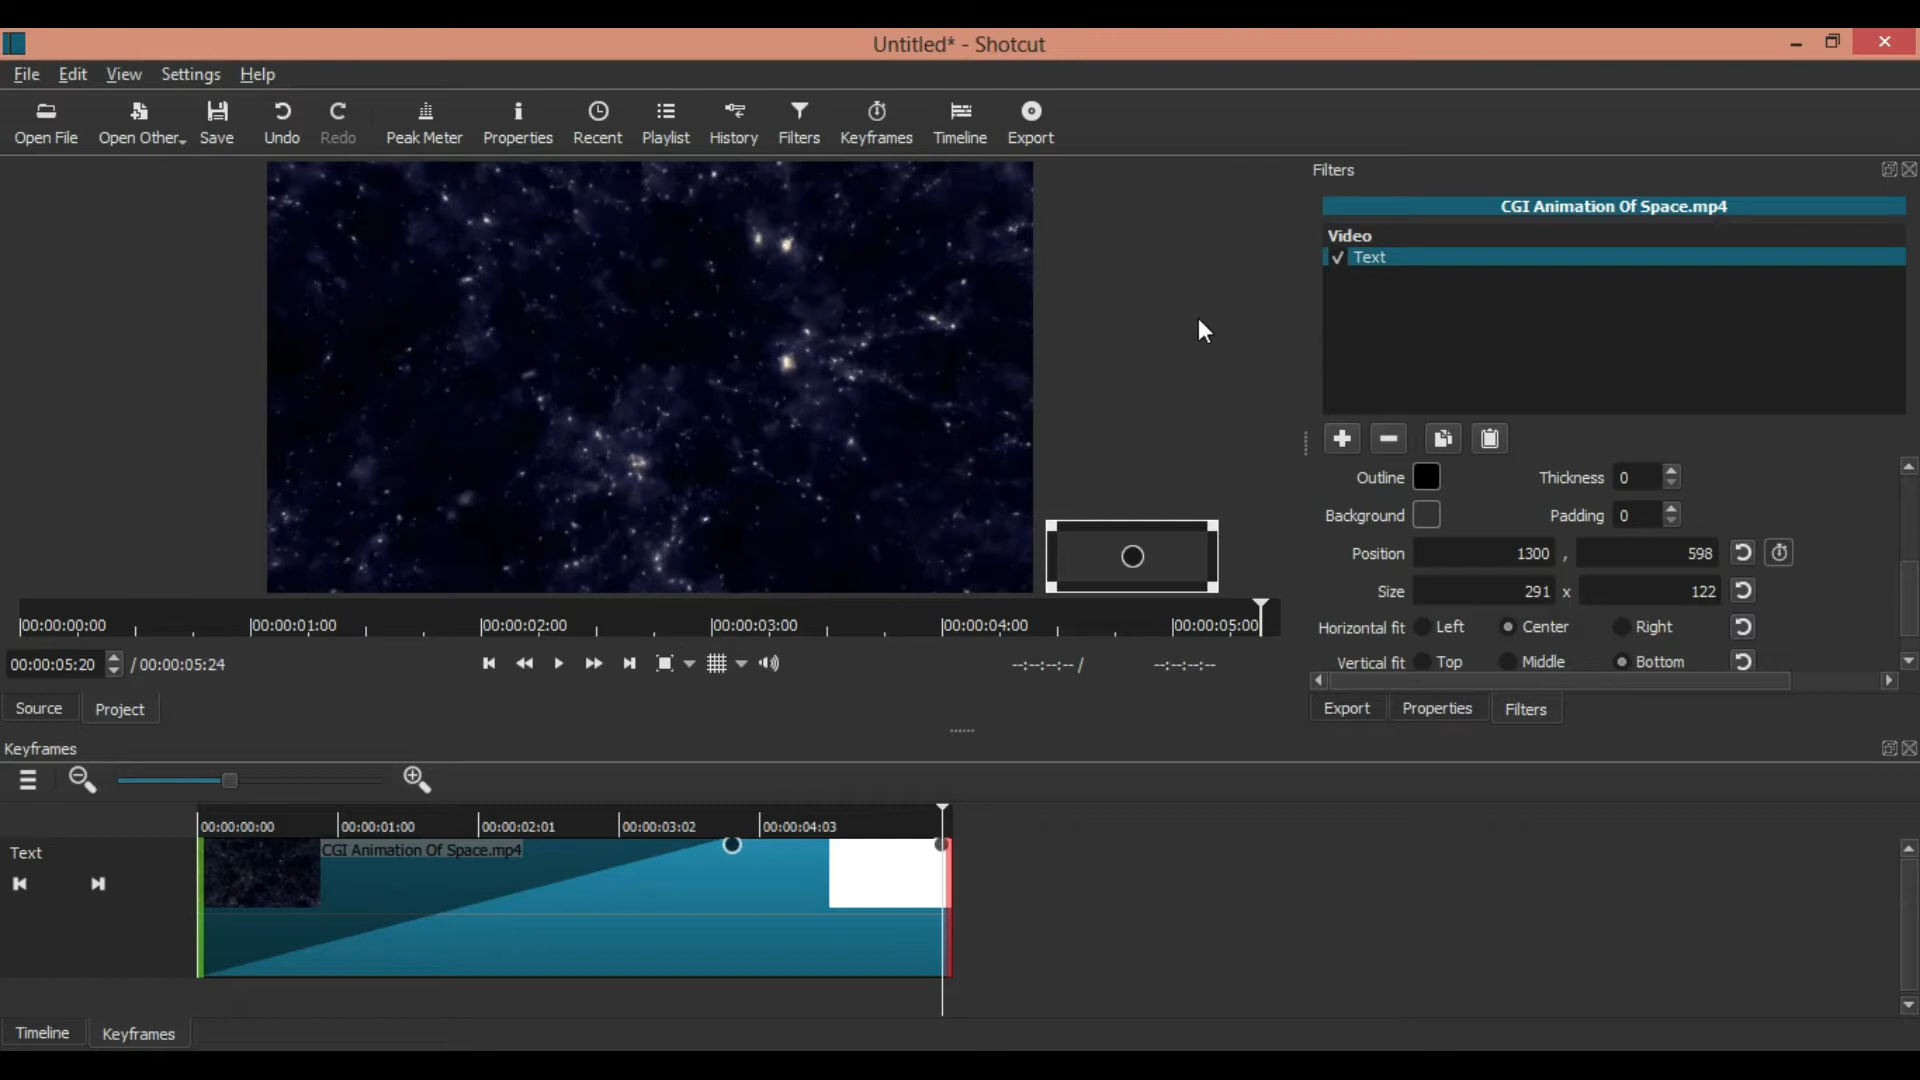 Untitled* - Shotcut
File Edit View Settings Help
Open File Open Other Save Undo Redo Peak Meter Properties Recent Playlist History Filters Keyframes Timeline Export
Filters
CGI Animation Of Space.mp4
Video
Text
Outline Thickness 0
Background Padding 0
Position 1300 , 598
Size 291 x 122
Horizontal fit Left Center Right
Vertical fit Top Middle Bottom
00:00:00:00 00:00:01:00 00:00:02:00 00:00:03:00 00:00:04:00 00:00:05:00
00:00:05:20 / 00:00:05:24 --:--:--:-- / --:--:--:--
Source Project
Export Properties Filters
Keyframes
00:00:00:00 00:00:01:00 00:00:02:01 00:00:03:02 00:00:04:03
Text
CGI Animation Of Space.mp4
Timeline Keyframes